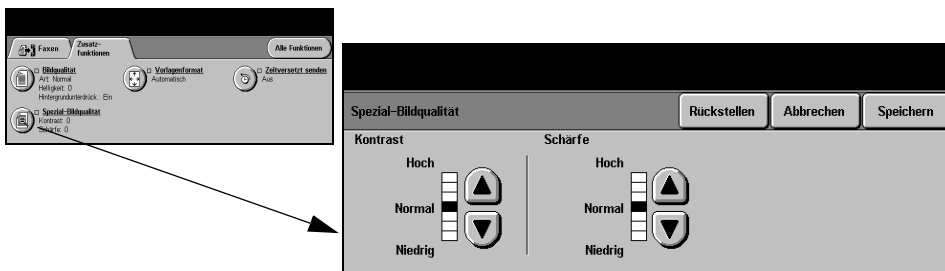 Faxen
Zusatz-
funktionen
Alle Funktionen
Bildqualität
Art: Normal
Helligkeit: 0
Hintergrundunterdrück.: Ein
Vorlagenformat
Automatisch
Zeitversetzt senden
Aus
Spezial-Bildqualität
Kontrast: 0
Schärfe: 0
Spezial-Bildqualität
Rückstellen
Abbrechen
Speichern
Kontrast
Hoch
Normal
Niedrig
Schärfe
Hoch
Normal
Niedrig